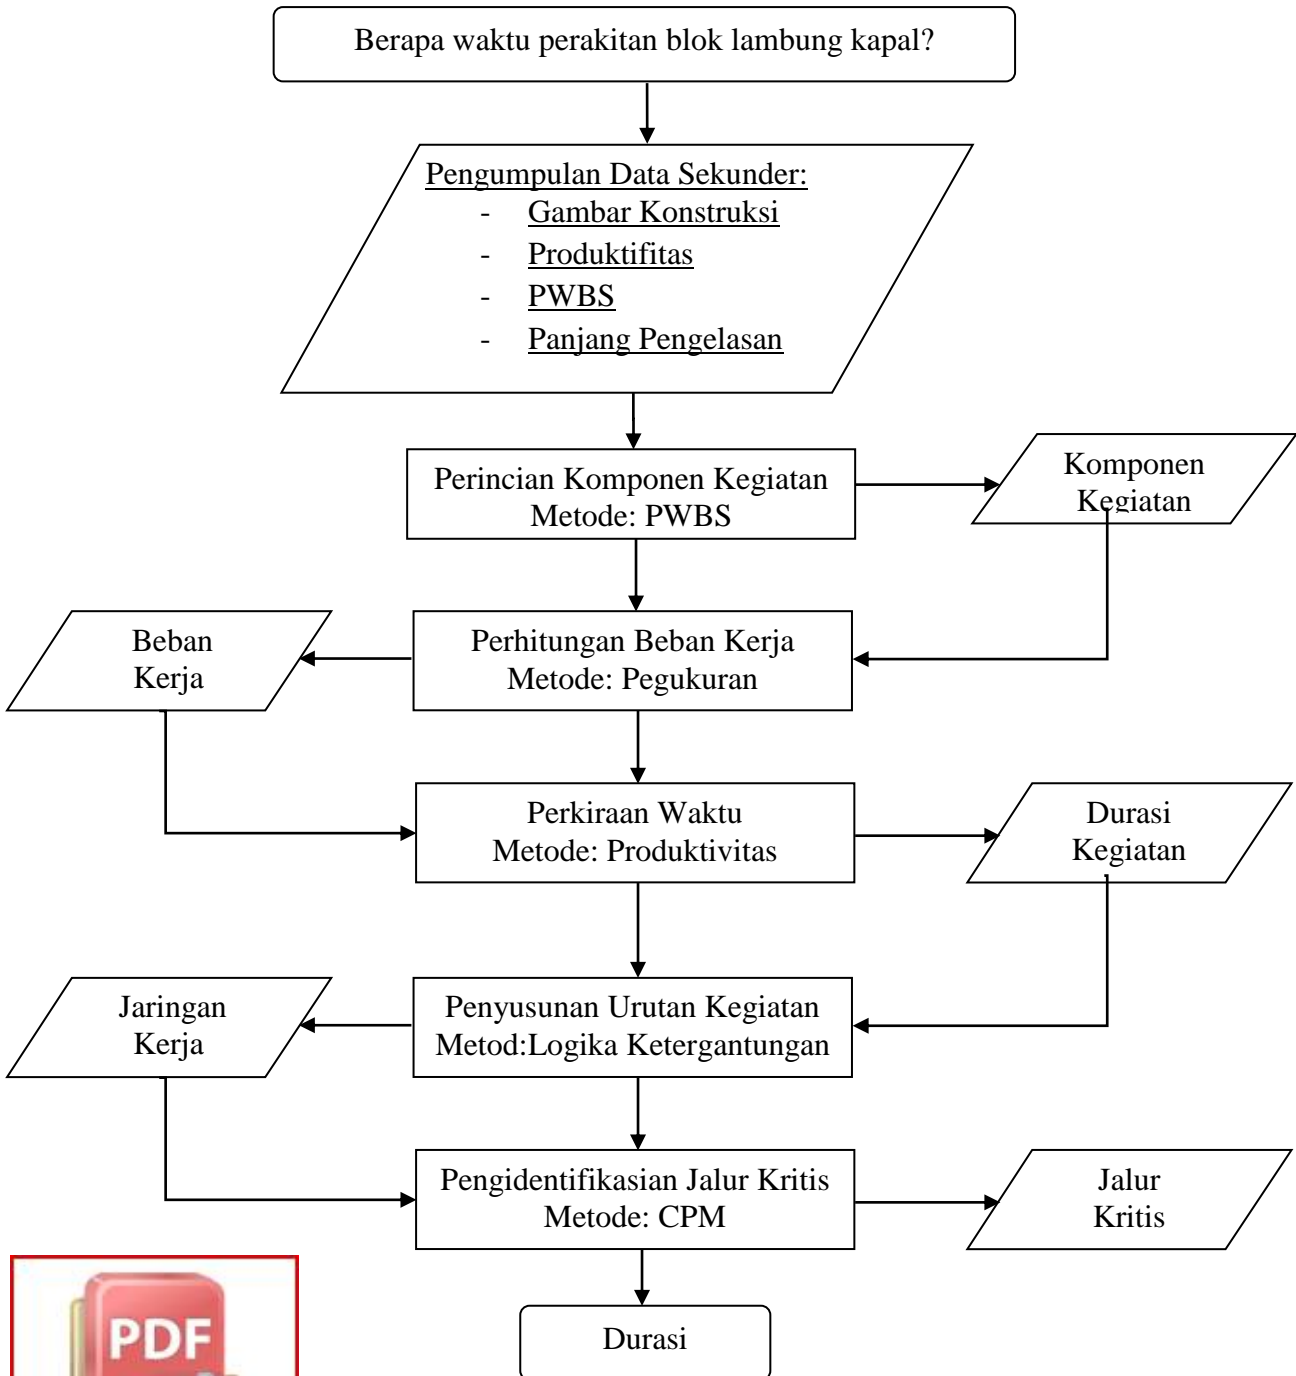 Berapa waktu perakitan blok lambung kapal?
Pengumpulan Data Sekunder:
- Gambar Konstruksi
- Produktifitas
- PWBS
- Panjang Pengelasan
Perincian Komponen Kegiatan
Metode: PWBS
Komponen
Kegiatan
Beban
Kerja
Perhitungan Beban Kerja
Metode: Pegukuran
Perkiraan Waktu
Metode: Produktivitas
Durasi
Kegiatan
Jaringan
Kerja
Penyusunan Urutan Kegiatan
Metod:Logika Ketergantungan
Pengidentifikasian Jalur Kritis
Metode: CPM
Jalur
Kritis
Durasi
PDF